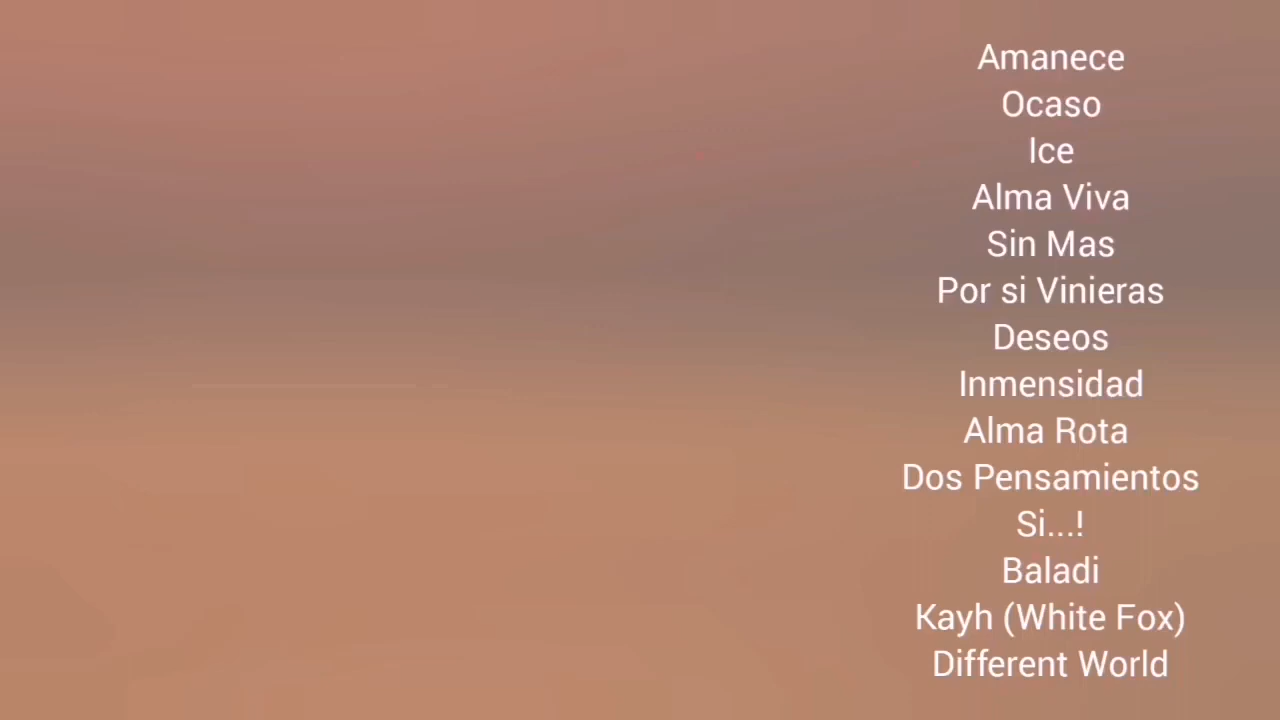 Amanece
Ocaso
Ice
Alma Viva
Sin Mas
Por si Vinieras
Deseos
Inmensidad
Alma Rota
Dos Pensamientos
Si...!
Baladi
Kayh (White Fox)
Different World